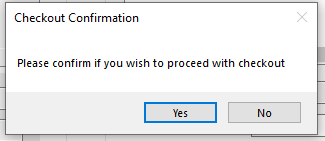 Checkout Confirmation
Please confirm if you wish to proceed with checkout
Yes No